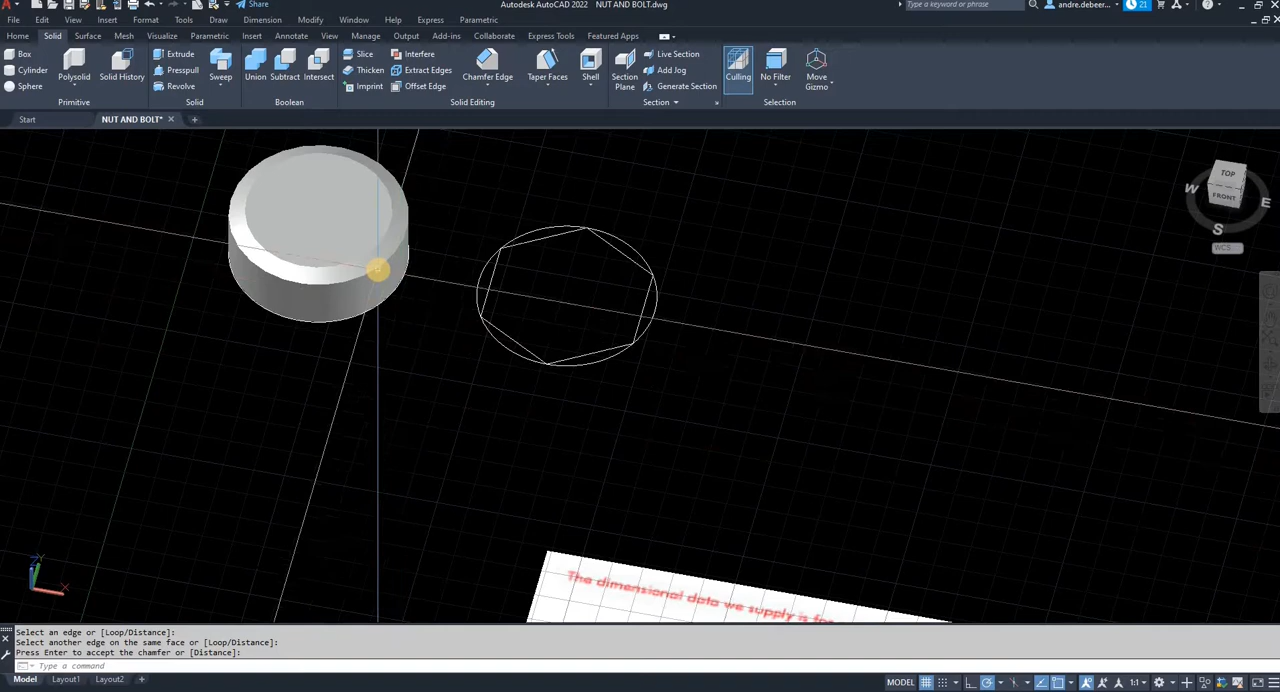 Share
Autodesk AutoCAD 2022 NUT AND BOLT.dwg
Type a keyword or phrase
andre.debeer...
21
File Edit View Insert Format Tools Draw Dimension Modify Window Help Express Parametric
Home Solid Surface Mesh Visualize Parametric Insert Annotate View Manage Output Add-ins Collaborate Express Tools Featured Apps
Box
Cylinder
Sphere
Polysolid
Solid History
Extrude
Presspull
Revolve
Sweep
Union
Subtract
Intersect
Slice
Thicken
Imprint
Interfere
Extract Edges
Offset Edge
Chamfer Edge
Taper Faces
Shell
Section Plane
Live Section
Add Jog
Generate Section
Culling
No Filter
Move Gizmo
Primitive Solid Boolean Solid Editing Section Selection
Start NUT AND BOLT*
TOP
FRONT
W
E
S
WCS
Y
Z
X
The dimensional data we supply is for
Select an edge or [Loop/Distance]:
Select another edge on the same face or [Loop/Distance]:
Press Enter to accept the chamfer or [Distance]:
Type a command
Model Layout1 Layout2
MODEL
1:1